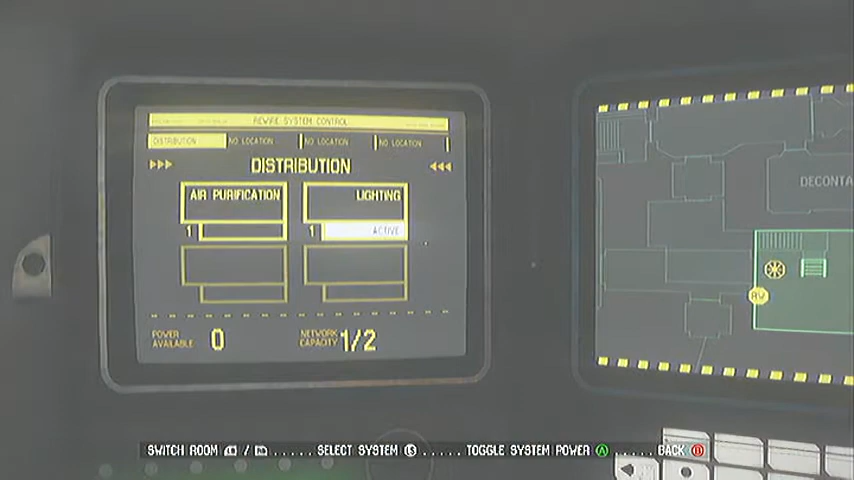 REWIRE SYSTEM CONTROL
DISTRIBUTION NO LOCATION NO LOCATION NO LOCATION
DISTRIBUTION
AIR PURIFICATION LIGHTING
1 1 ACTIVE
POWER AVAILABLE 0 NETWORK CAPACITY 1/2
DECONTA
RW
SWITCH ROOM / ..... SELECT SYSTEM ..... TOGGLE SYSTEM POWER A ..... BACK B